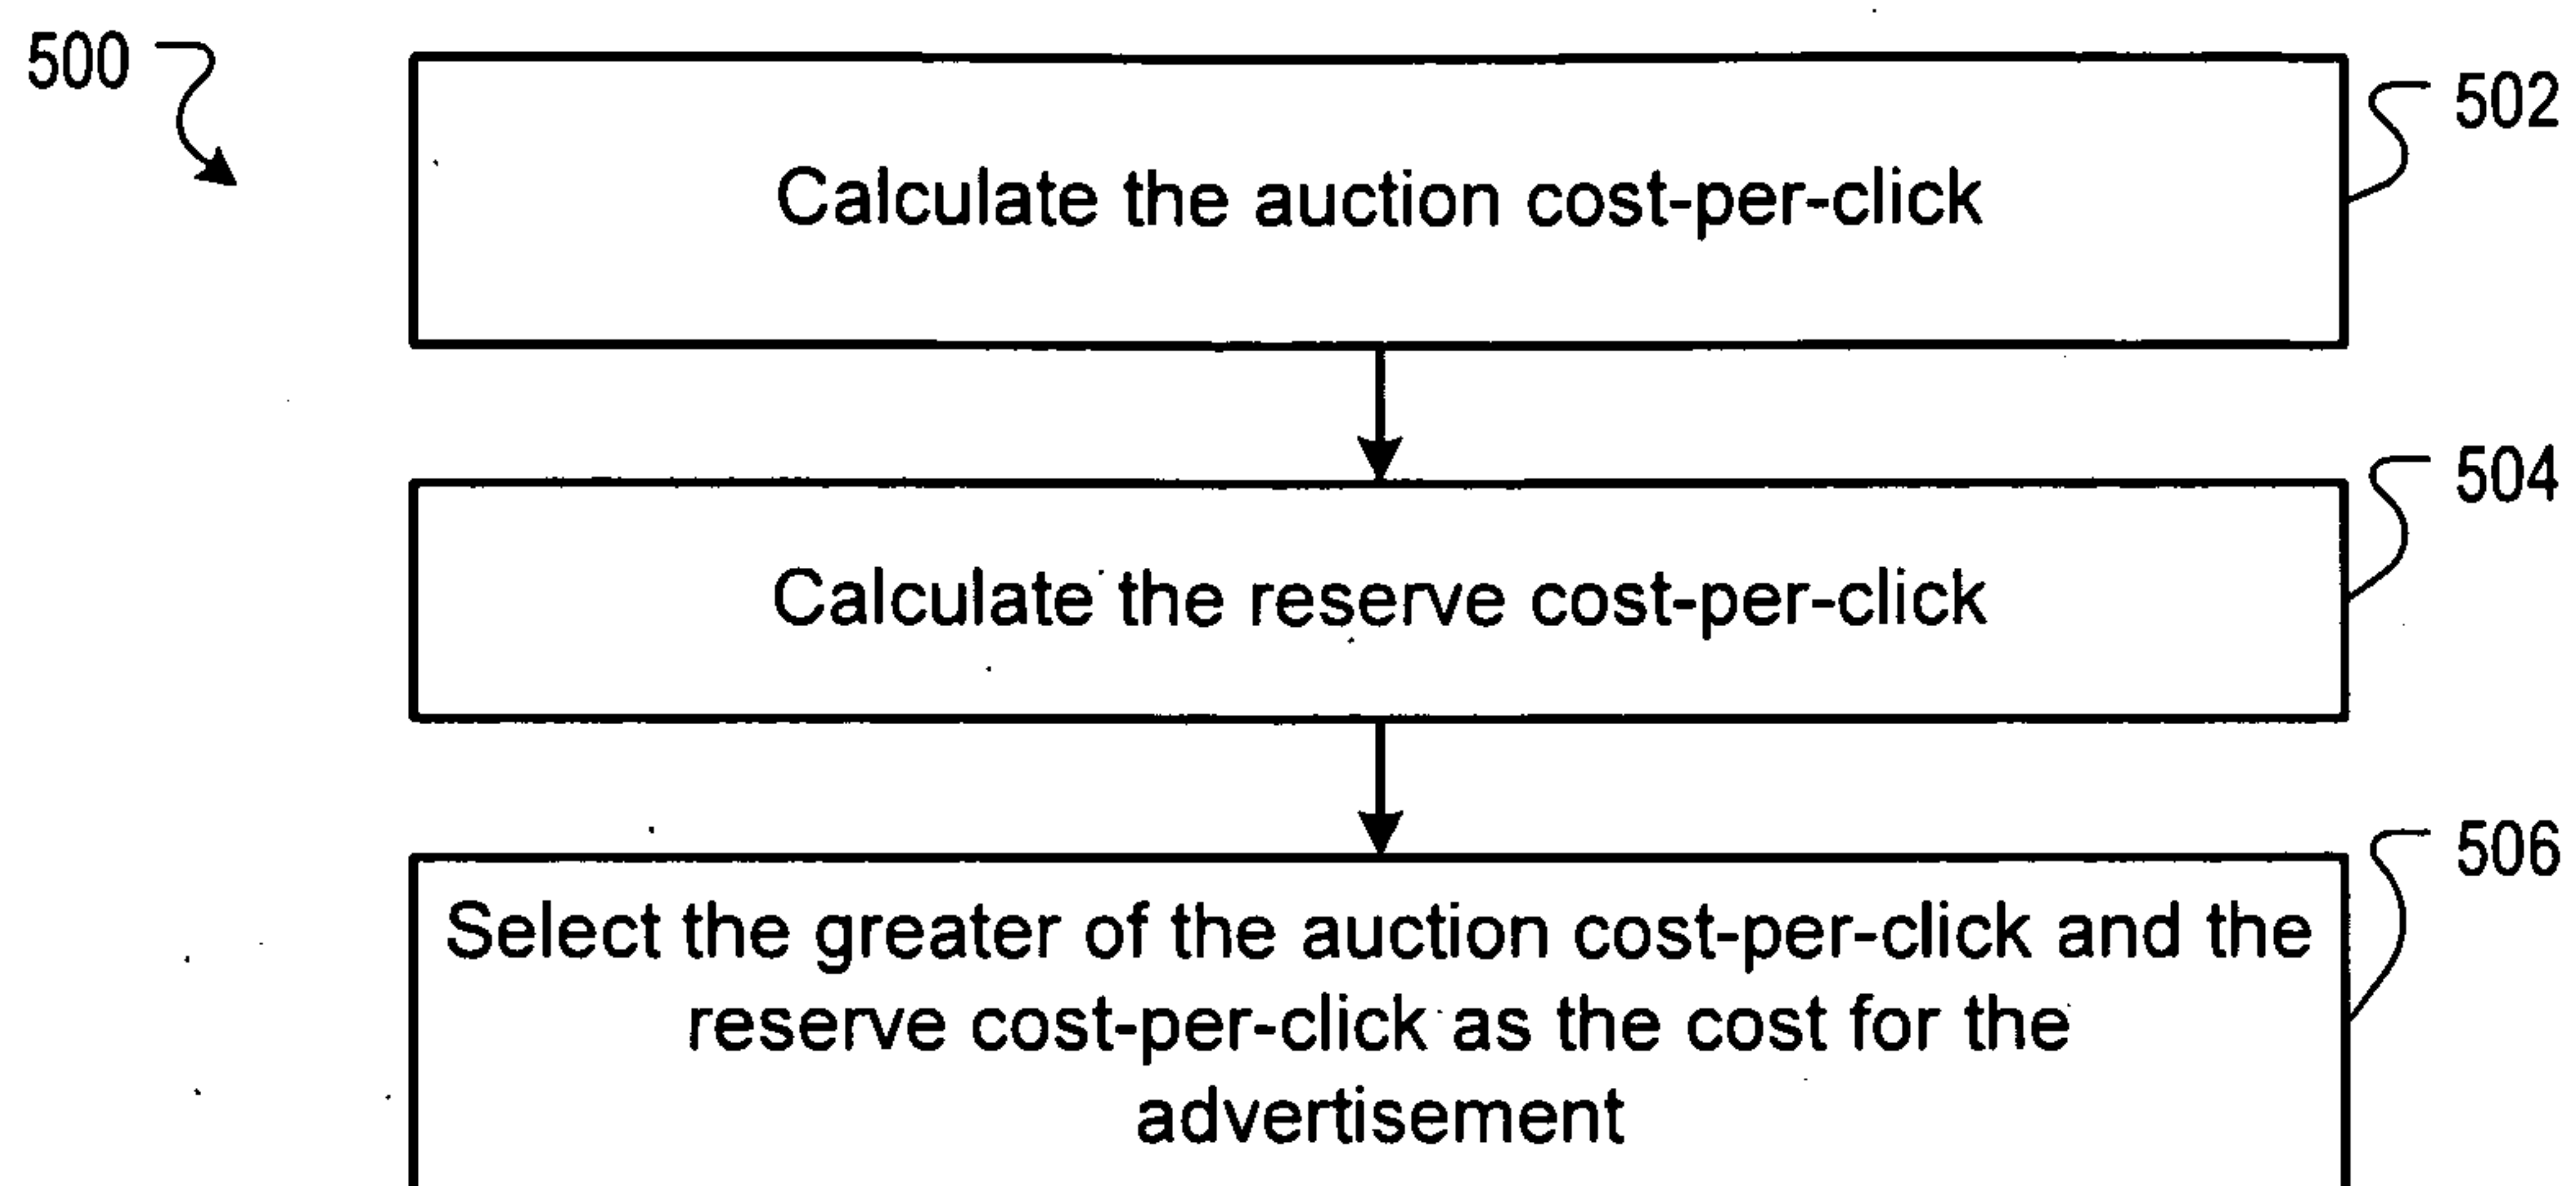 500
502
Calculate the auction cost-per-click
504
Calculate the reserve cost-per-click
506
Select the greater of the auction cost-per-click and the
reserve cost-per-click as the cost for the
advertisement